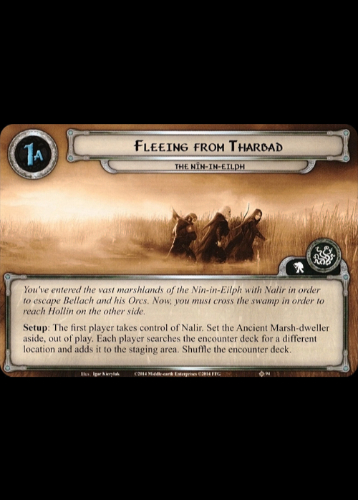 1A
FLEEING FROM THARBAD
THE NÎN-IN-EILPH
You've entered the vast marshlands of the Nîn-in-Eilph with Nalir in order
to escape Bellach and his Orcs. Now, you must cross the swamp in order to
reach Hollin on the other side.
Setup: The first player takes control of Nalir. Set the Ancient Marsh-dweller
aside, out of play. Each player searches the encounter deck for a different
location and adds it to the staging area. Shuffle the encounter deck.
Illus. Igor ©2014 Middle-earth Enterprises ©2014 FFG